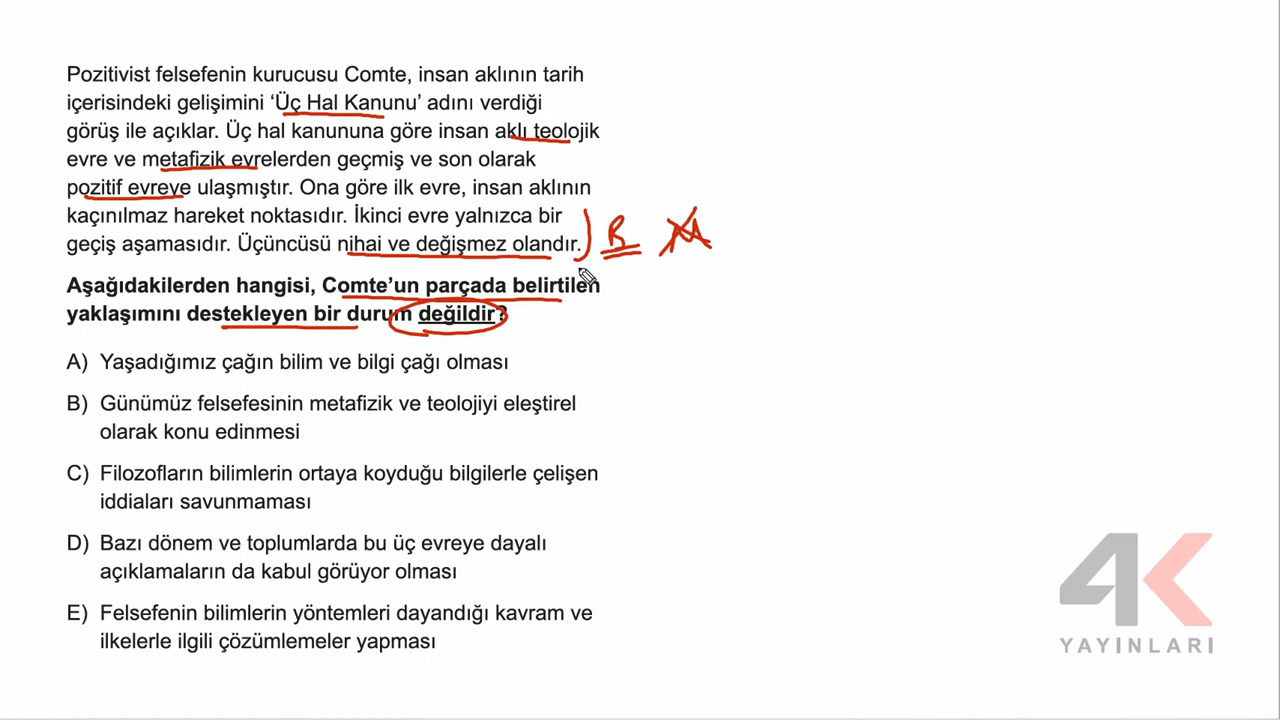 Pozitivist felsefenin kurucusu Comte, insan aklının tarih
içerisindeki gelişimini ‘Üç Hal Kanunu’ adını verdiği
görüş ile açıklar. Üç hal kanununa göre insan aklı teolojik
evre ve metafizik evrelerden geçmiş ve son olarak
pozitif evreye ulaşmıştır. Ona göre ilk evre, insan aklının
kaçınılmaz hareket noktasıdır. İkinci evre yalnızca bir
geçiş aşamasıdır. Üçüncüsü nihai ve değişmez olandır.
Aşağıdakilerden hangisi, Comte’un parçada belirtilen
yaklaşımını destekleyen bir durum değildir?
A) Yaşadığımız çağın bilim ve bilgi çağı olması
B) Günümüz felsefesinin metafizik ve teolojiyi eleştirel
olarak konu edinmesi
C) Filozofların bilimlerin ortaya koyduğu bilgilerle çelişen
iddiaları savunmaması
D) Bazı dönem ve toplumlarda bu üç evreye dayalı
açıklamaların da kabul görüyor olması
E) Felsefenin bilimlerin yöntemleri dayandığı kavram ve
ilkelerle ilgili çözümlemeler yapması
4K
YAYINLARI